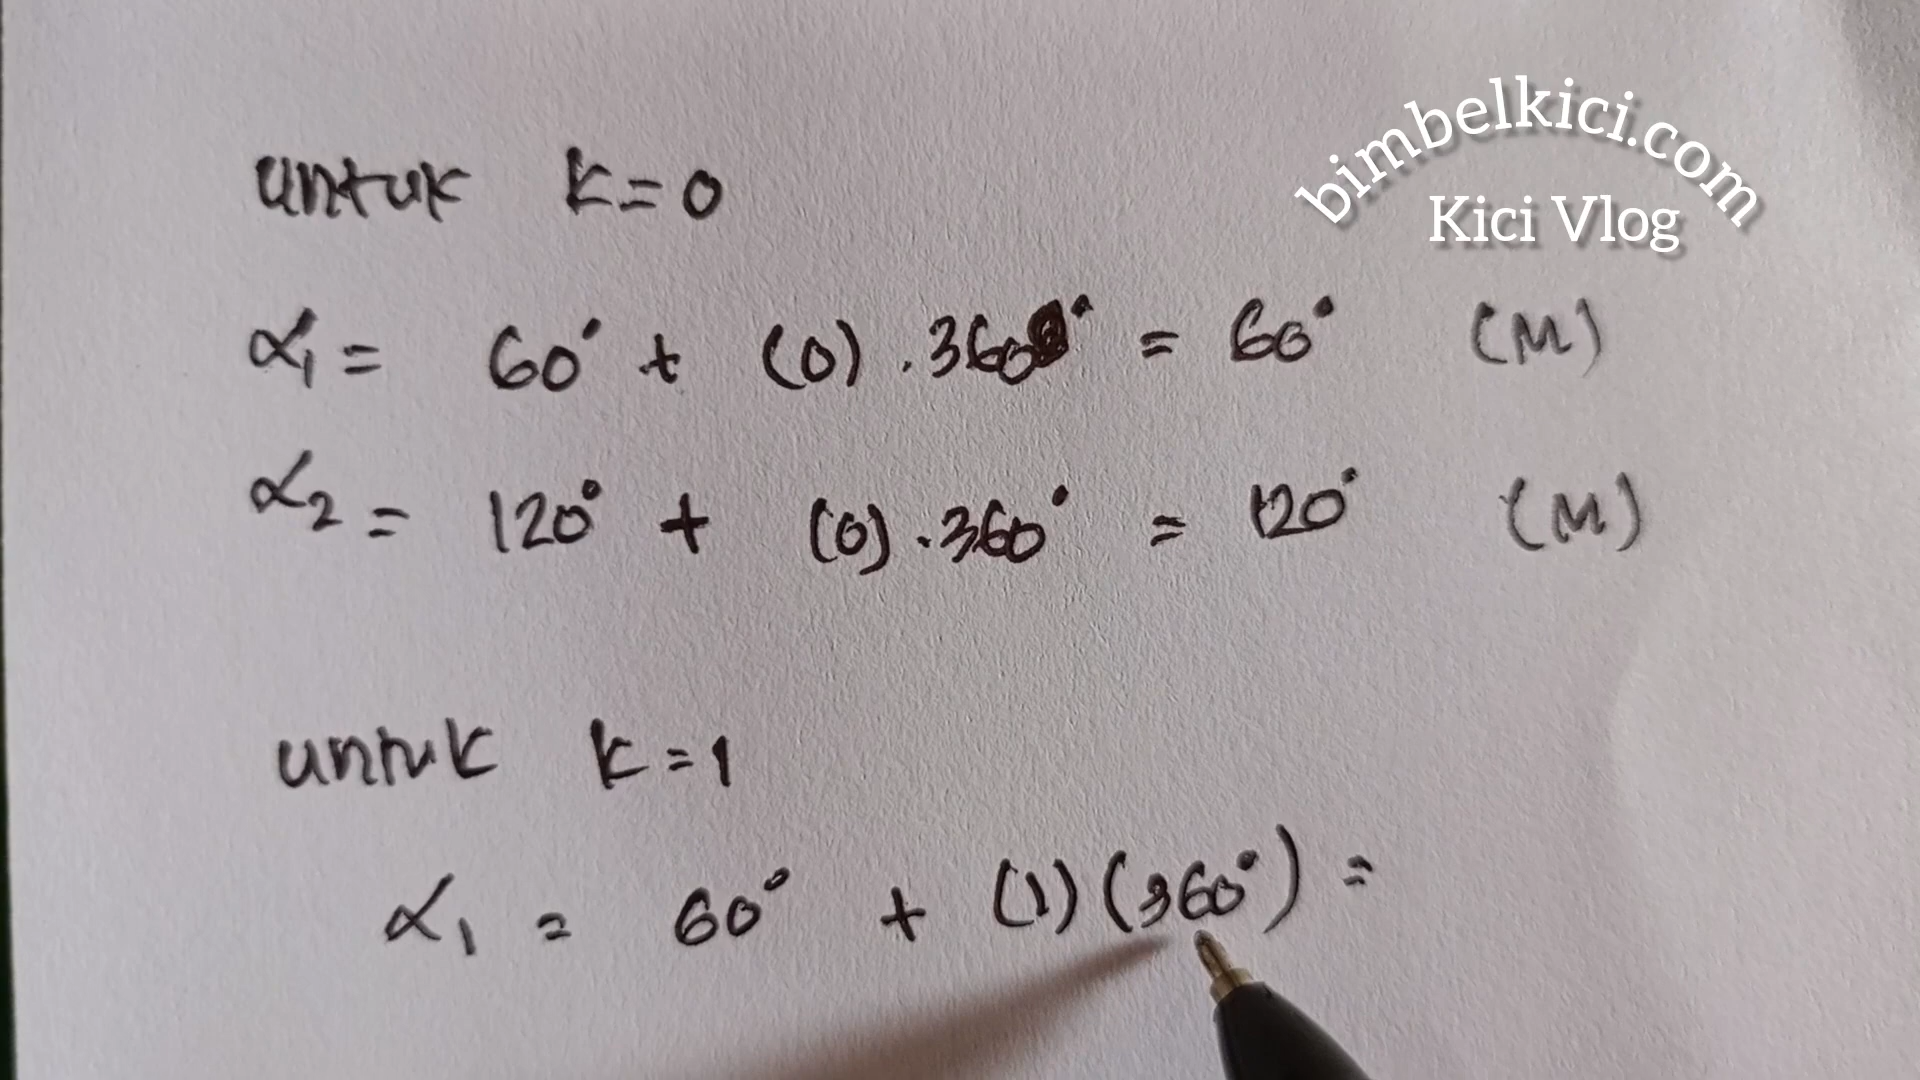 bimbelkici.com
Kici Vlog
untuk k=0
α₁ = 60° + (0) . 360° = 60° (M)
α₂ = 120° + (0) . 360° = 120° (M)
untuk k=1
α₁ = 60° + (1) (360°) =